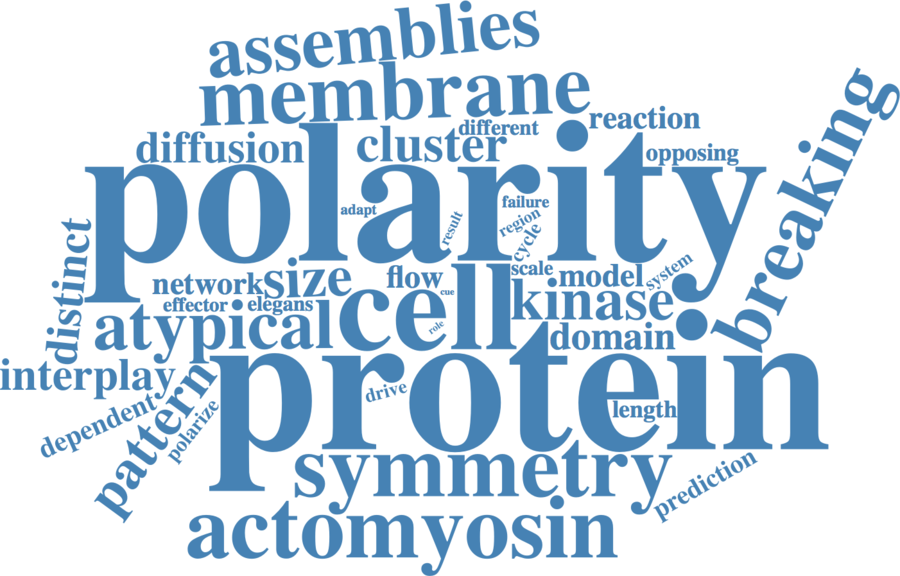 assemblies
membrane
different
reaction
diffusion
cluster
opposing
polarity
breaking
adapt
result
failure
region
cycle
distinct
network
size
flow
cue
scale
model
system
effector
elegans
atypical
cell
role
kinase
domain
interplay
protein
drive
length
dependent
pattern
polarize
symmetry
prediction
actomyosin